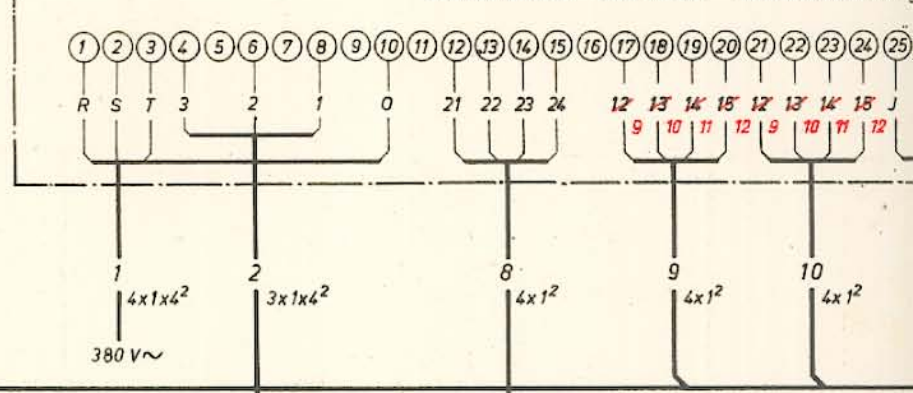 1 2 3 4 5 6 7 8 9 10 11 12 13 14 15 16 17 18 19 20 21 22 23 24 25
R S T 3 2 1 0 21 22 23 24 12 13 14 15 12 13 14 15 J
9 10 11 12 9 10 11 12
1 2 8 9 10
4x1x4² 3x1x4² 4x1² 4x1² 4x1²
380 V~